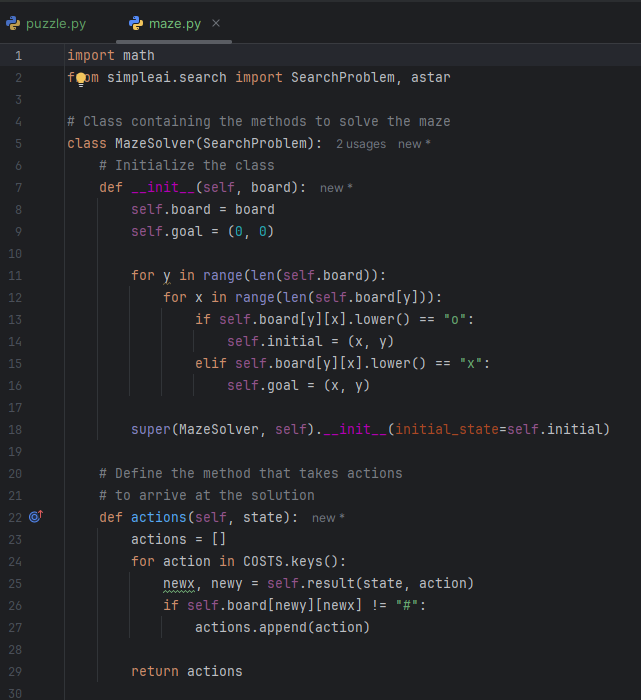 puzzle.py maze.py
1 import math
2 from simpleai.search import SearchProblem, astar
3
4 # Class containing the methods to solve the maze
5 class MazeSolver(SearchProblem): 2 usages new *
6     # Initialize the class
7     def __init__(self, board): new *
8         self.board = board
9         self.goal = (0, 0)
10
11         for y in range(len(self.board)):
12             for x in range(len(self.board[y])):
13                 if self.board[y][x].lower() == "o":
14                     self.initial = (x, y)
15                 elif self.board[y][x].lower() == "x":
16                     self.goal = (x, y)
17
18         super(MazeSolver, self).__init__(initial_state=self.initial)
19
20     # Define the method that takes actions
21     # to arrive at the solution
22     def actions(self, state): new *
23         actions = []
24         for action in COSTS.keys():
25             newx, newy = self.result(state, action)
26             if self.board[newy][newx] != "#":
27                 actions.append(action)
28
29         return actions
30